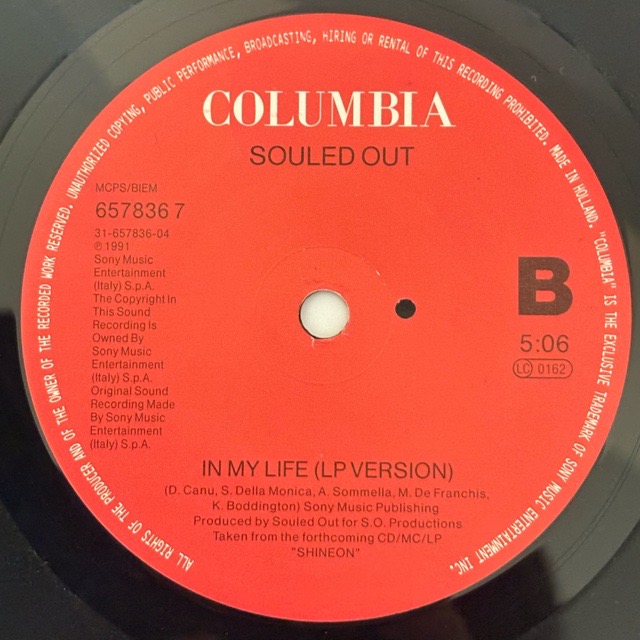 ALL RIGHTS OF THE PRODUCER AND OF THE OWNER OF THE RECORDED WORK RESERVED. UNAUTHORIZED COPYING, PUBLIC PERFORMANCE, BROADCASTING, HIRING OR RENTAL OF THIS RECORDING PROHIBITED. MADE IN HOLLAND. "COLUMBIA" IS THE EXCLUSIVE TRADEMARK OF SONY MUSIC ENTERTAINMENT INC.
COLUMBIA
SOULED OUT
MCPS/BIEM
657836 7
31-657836-04
℗ 1991
Sony Music
Entertainment
(Italy) S.p.A.
The Copyright In
This Sound
Recording Is
Owned By
Sony Music
Entertainment
(Italy) S.p.A.
Original Sound
Recording Made
By Sony Music
Entertainment
(Italy) S.p.A.
B
5:06
LC 0162
IN MY LIFE (LP VERSION)
(D. Canu, S. Della Monica, A. Sommella, M. De Franchis,
K. Boddington) Sony Music Publishing
Produced by Souled Out for S.O. Productions
Taken from the forthcoming CD/MC/LP
"SHINEON"